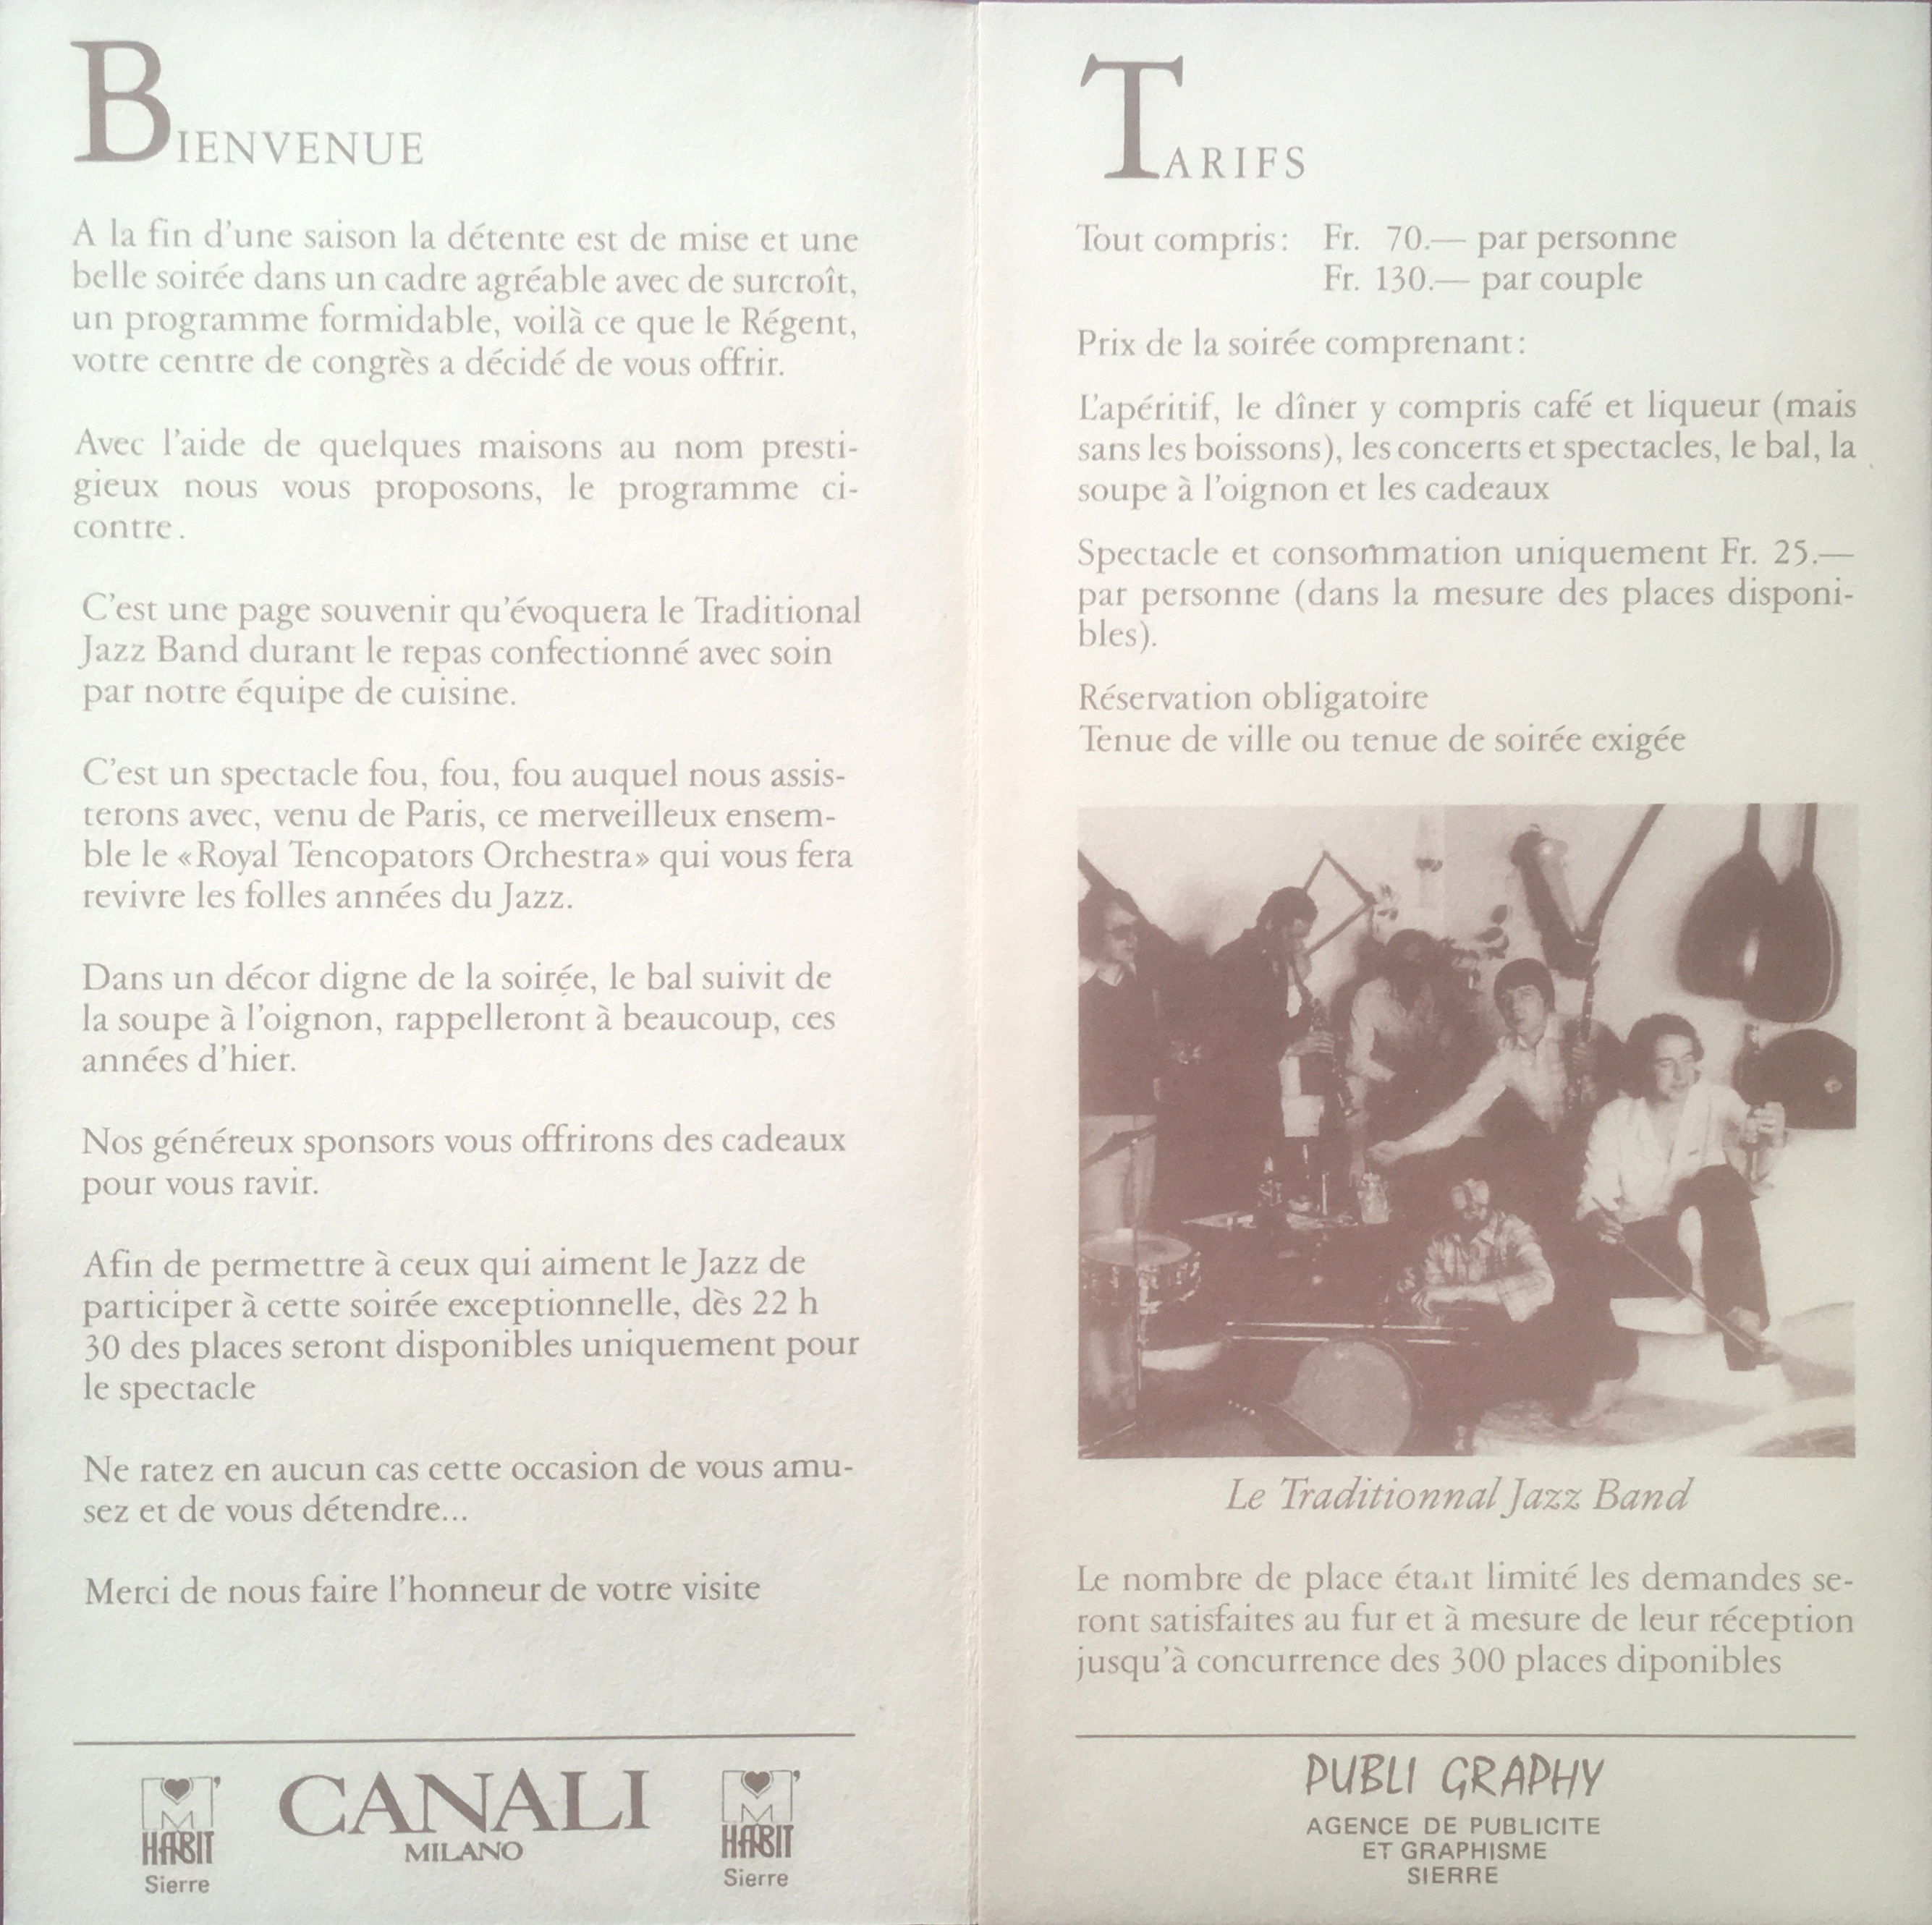 BIENVENUE
A la fin d'une saison la détente est de mise et une
belle soirée dans un cadre agréable avec de surcroît,
un programme formidable, voilà ce que le Régent,
votre centre de congrès a décidé de vous offrir.
Avec l'aide de quelques maisons au nom presti-
gieux nous vous proposons, le programme ci-
contre.
C'est une page souvenir qu'évoquera le Traditional
Jazz Band durant le repas confectionné avec soin
par notre équipe de cuisine.
C'est un spectacle fou, fou, fou auquel nous assis-
terons avec, venu de Paris, ce merveilleux ensem-
ble le «Royal Tencopators Orchestra» qui vous fera
revivre les folles années du Jazz.
Dans un décor digne de la soirée, le bal suivit de
la soupe à l'oignon, rappelleront à beaucoup, ces
années d'hier.
Nos généreux sponsors vous offrirons des cadeaux
pour vous ravir.
Afin de permettre à ceux qui aiment le Jazz de
participer à cette soirée exceptionnelle, dès 22 h
30 des places seront disponibles uniquement pour
le spectacle
Ne ratez en aucun cas cette occasion de vous amu-
sez et de vous détendre...
Merci de nous faire l'honneur de votre visite
M'
HABIT
Sierre
CANALI
MILANO
M'
HABIT
Sierre
TARIFS
Tout compris: Fr. 70.— par personne
Fr. 130.— par couple
Prix de la soirée comprenant:
L'apéritif, le dîner y compris café et liqueur (mais
sans les boissons), les concerts et spectacles, le bal, la
soupe à l'oignon et les cadeaux
Spectacle et consommation uniquement Fr. 25.—
par personne (dans la mesure des places disponi-
bles).
Réservation obligatoire
Tenue de ville ou tenue de soirée exigée
Le Traditionnal Jazz Band
Le nombre de place étant limité les demandes se-
ront satisfaites au fur et à mesure de leur réception
jusqu'à concurrence des 300 places diponibles
PUBLI GRAPHY
AGENCE DE PUBLICITE
ET GRAPHISME
SIERRE